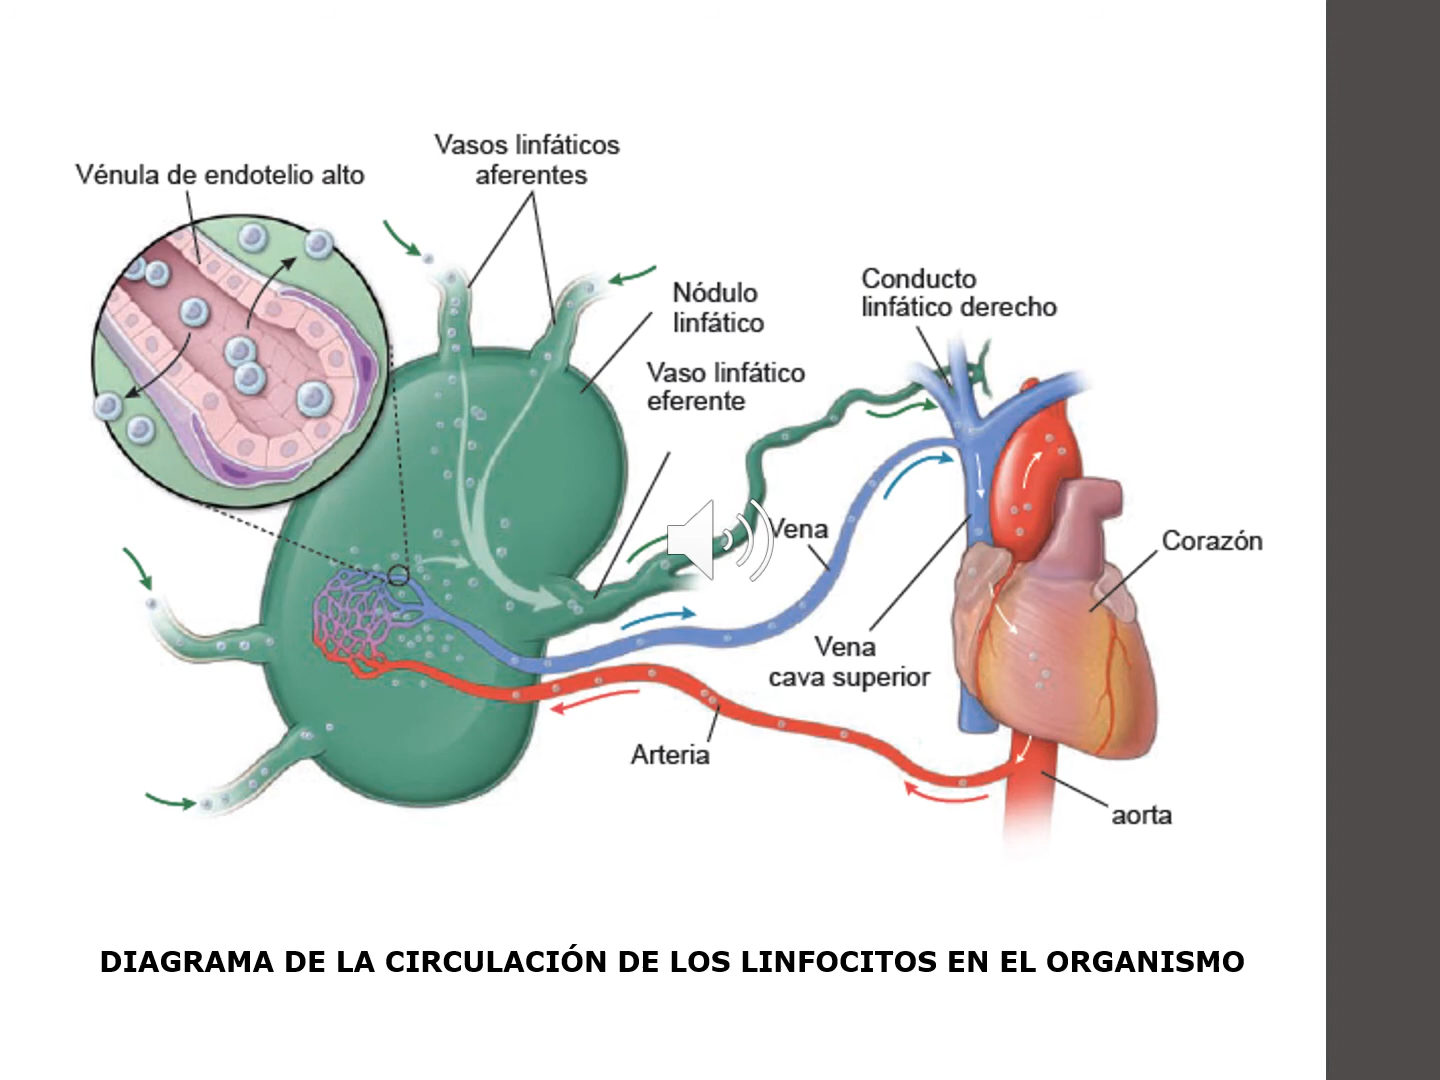 Vasos linfáticos
aferentes
Vénula de endotelio alto
Nódulo
linfático
Conducto
linfático derecho
Vaso linfático
eferente
Vena
Corazón
Vena
cava superior
Arteria
aorta
DIAGRAMA DE LA CIRCULACIÓN DE LOS LINFOCITOS EN EL ORGANISMO